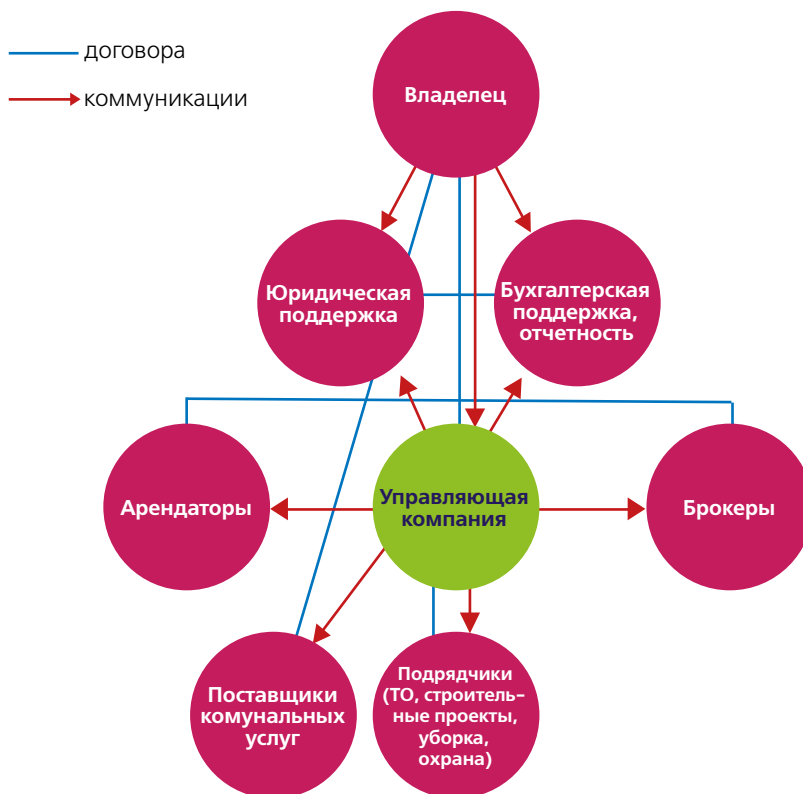 договора
коммуникации
Владелец
Юридическая
поддержка
Бухгалтерская
поддержка,
отчетность
Арендаторы
Управляющая
компания
Брокеры
Поставщики
комунальных
услуг
Подрядчики
(ТО, строитель-
ные проекты,
уборка,
охрана)